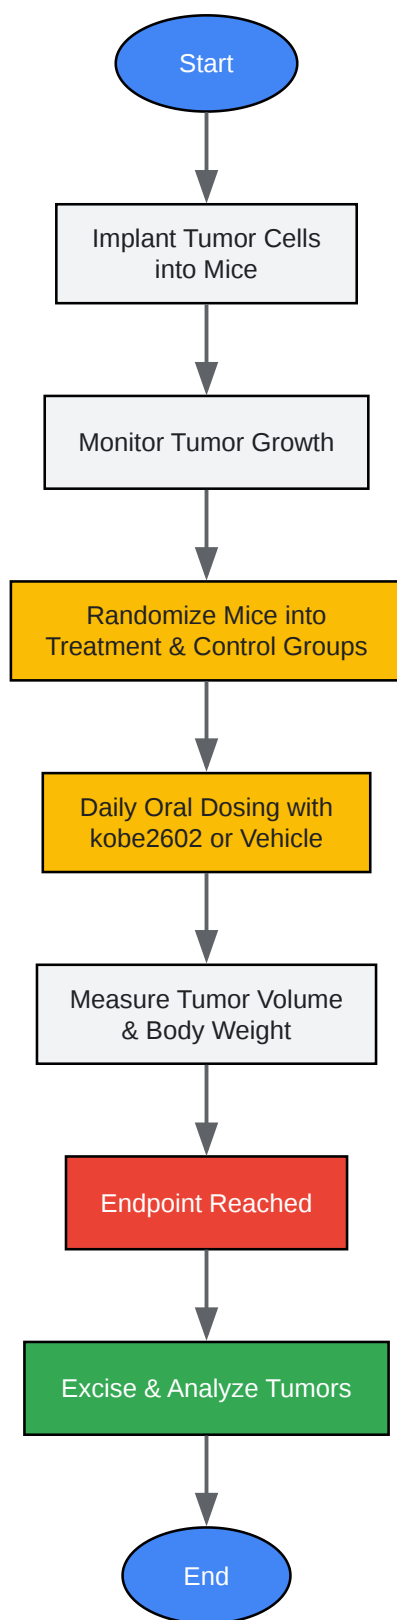 Start
Implant Tumor Cells
into Mice
Monitor Tumor Growth
Randomize Mice into
Treatment & Control Groups
Daily Oral Dosing with
kobe2602 or Vehicle
Measure Tumor Volume
& Body Weight
Endpoint Reached
Excise & Analyze Tumors
End